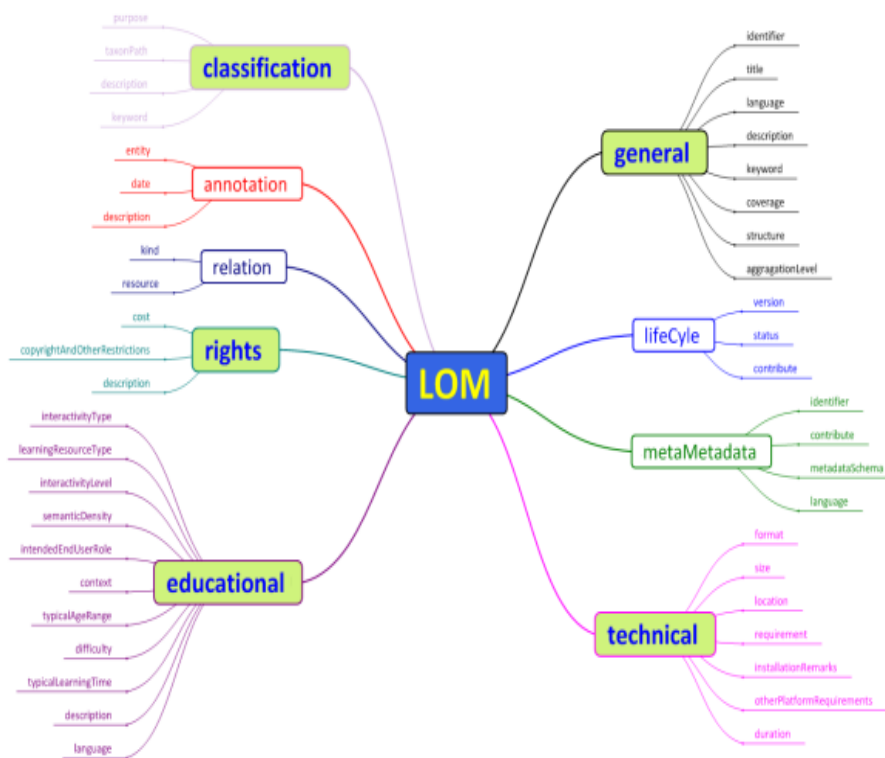 purpose
taxonPath
description
keyword
classification
entity
date
description
annotation
kind
resource
relation
cost
copyrightAndOtherRestrictions
description
rights
interactivityType
learningResourceType
interactivityLevel
semanticDensity
intendedEndUserRole
context
typicalAgeRange
difficulty
typicalLearningTime
description
language
educational
LOM
general
identifier
title
language
description
keyword
coverage
structure
aggragationLevel
lifeCyle
version
status
contribute
metaMetadata
identifier
contribute
metadataSchema
language
technical
format
size
location
requirement
installationRemarks
otherPlatformRequirements
duration